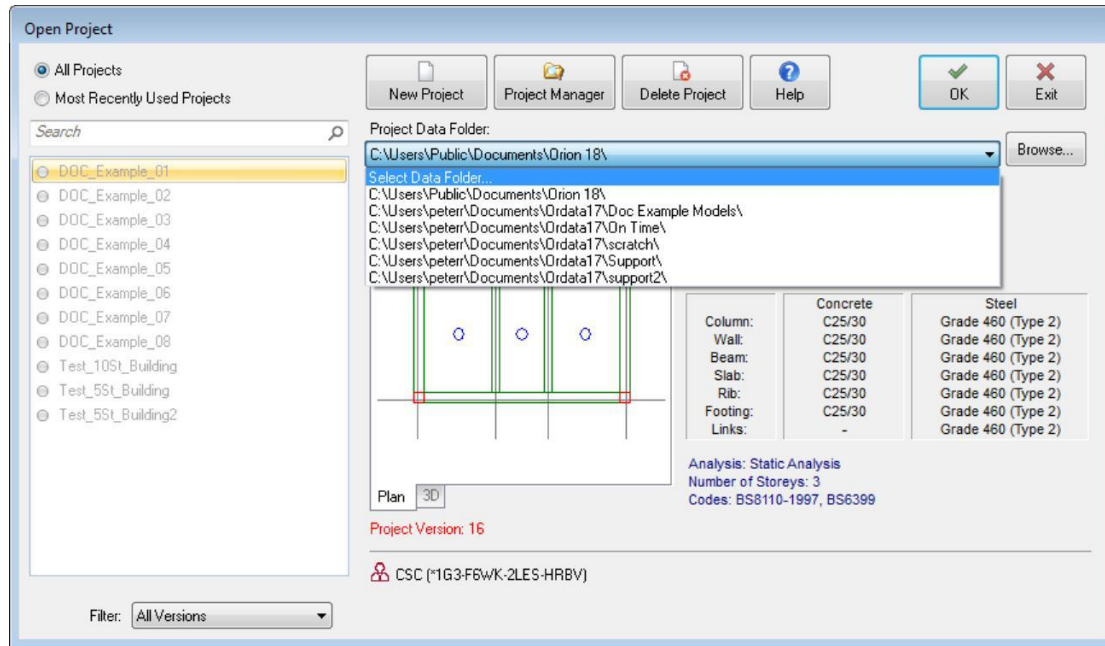 Open Project
All Projects
Most Recently Used Projects
Search
DOC_Example_01
DOC_Example_02
DOC_Example_03
DOC_Example_04
DOC_Example_05
DOC_Example_06
DOC_Example_07
DOC_Example_08
Test_10St_Building
Test_5St_Building
Test_5St_Building2
Filter: All Versions
New Project Project Manager Delete Project Help OK Exit
Project Data Folder:
C:\Users\Public\Documents\Orion 18\ Browse...
Select Data Folder...
C:\Users\Public\Documents\Orion 18\
C:\Users\peterr\Documents\Ordata17\Doc Example Models\
C:\Users\peterr\Documents\Ordata17\On Time\
C:\Users\peterr\Documents\Ordata17\scratch\
C:\Users\peterr\Documents\Ordata17\Support\
C:\Users\peterr\Documents\Ordata17\support2\
Concrete Steel
Column: C25/30 Grade 460 (Type 2)
Wall: C25/30 Grade 460 (Type 2)
Beam: C25/30 Grade 460 (Type 2)
Slab: C25/30 Grade 460 (Type 2)
Rib: C25/30 Grade 460 (Type 2)
Footing: C25/30 Grade 460 (Type 2)
Links: - Grade 460 (Type 2)
Analysis: Static Analysis
Number of Storeys: 3
Codes: BS8110-1997, BS6399
Plan 3D
Project Version: 16
CSC (*1G3-F6WK-2LES-HRBV)